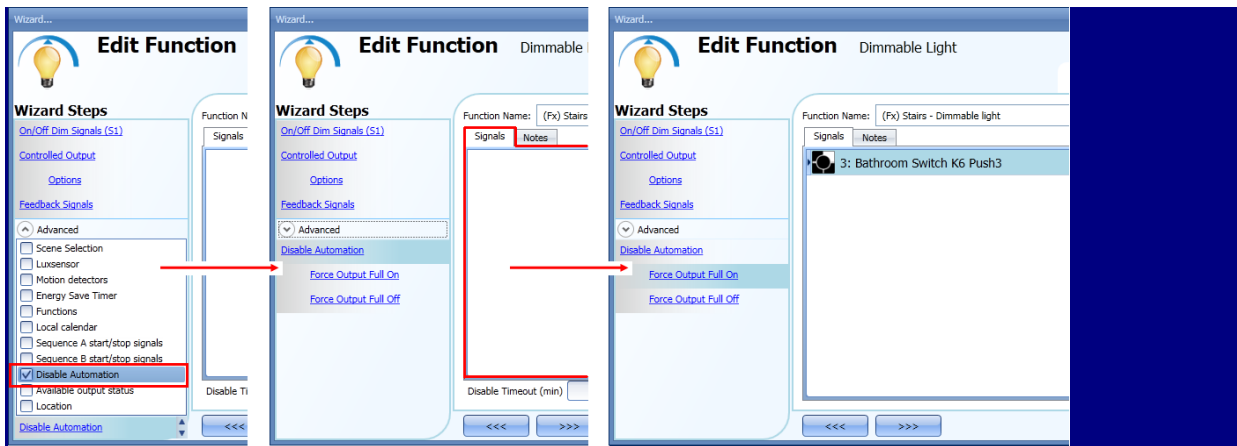 Wizard...
Edit Function
Wizard Steps
On/Off Dim Signals (S1)
Controlled Output
Options
Feedback Signals
Advanced
Scene Selection
Luxsensor
Motion detectors
Energy Save Timer
Functions
Local calendar
Sequence A start/stop signals
Sequence B start/stop signals
Disable Automation
Available output status
Location
Disable Automation
Function N
Signals
Disable Ti
<<<
Wizard...
Edit Function Dimmable
Wizard Steps
On/Off Dim Signals (S1)
Controlled Output
Options
Feedback Signals
Advanced
Disable Automation
Force Output Full On
Force Output Full Off
Function Name: (Fx) Stairs
Signals Notes
Disable Timeout (min)
<<< >>>
Wizard...
Edit Function Dimmable Light
Wizard Steps
On/Off Dim Signals (S1)
Controlled Output
Options
Feedback Signals
Advanced
Disable Automation
Force Output Full On
Force Output Full Off
Function Name: (Fx) Stairs - Dimmable light
Signals Notes
3: Bathroom Switch K6 Push3
<<< >>>